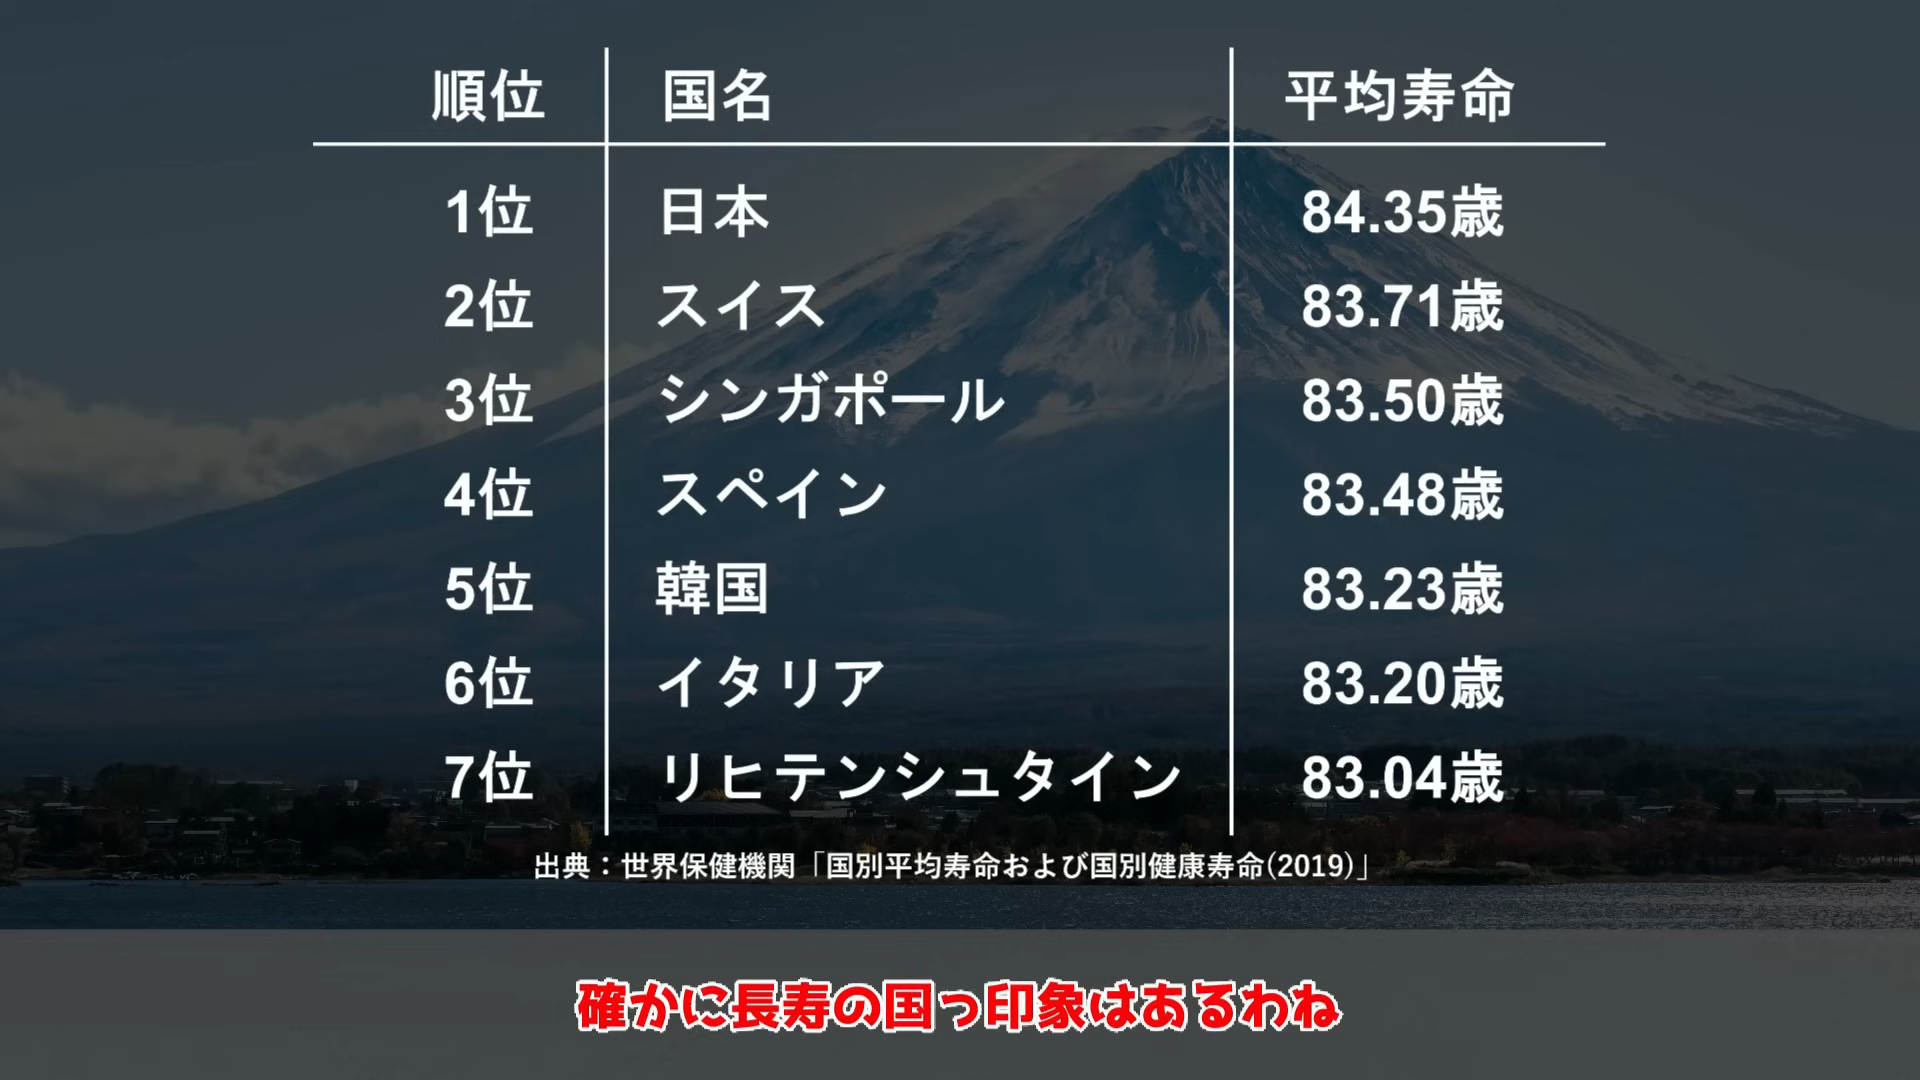 順位 国名 平均寿命
1位 日本 84.35歳
2位 スイス 83.71歳
3位 シンガポール 83.50歳
4位 スペイン 83.48歳
5位 韓国 83.23歳
6位 イタリア 83.20歳
7位 リヒテンシュタイン 83.04歳
出典：世界保健機関「国別平均寿命および国別健康寿命(2019)」
確かに長寿の国っ印象はあるわね